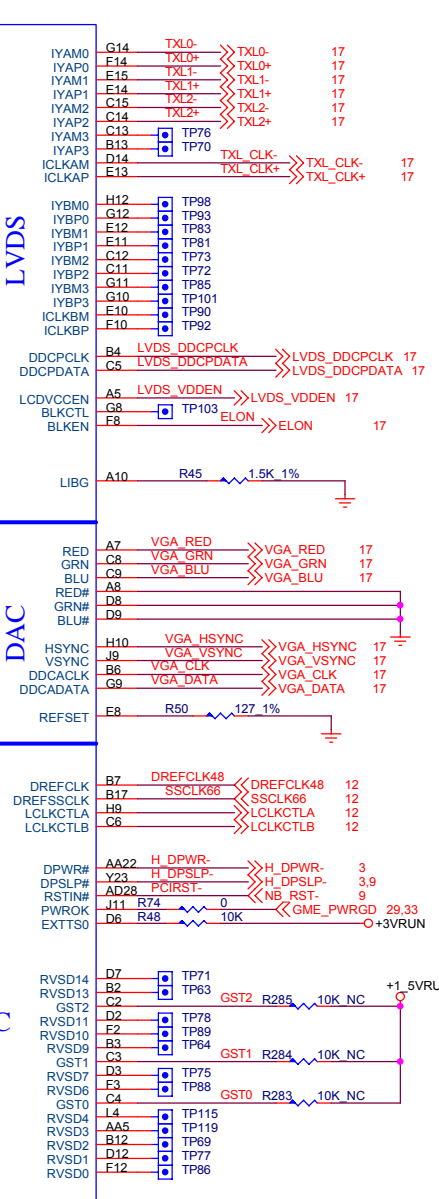 LVDS
IYAM0 G14 TXL0- TXL0- 17
IYAP0 F14 TXL0+ TXL0+ 17
IYAM1 E15 TXL1- TXL1- 17
IYAP1 E14 TXL1+ TXL1+ 17
IYAM2 C15 TXL2- TXL2- 17
IYAP2 C14 TXL2+ TXL2+ 17
IYAM3 C13 TP76
IYAP3 B13 TP70
ICLKAM D14 TXL_CLK- TXL_CLK- 17
ICLKAP E13 TXL_CLK+ TXL_CLK+ 17
IYBM0 H12 TP98
IYBP0 G12 TP93
IYBM1 E12 TP83
IYBP1 E11 TP81
IYBM2 C12 TP73
IYBP2 C11 TP72
IYBM3 G11 TP85
IYBP3 G10 TP101
ICLKBM E10 TP90
ICLKBP F10 TP92
DDCPCLK B4 LVDS_DDCPCLK LVDS_DDCPCLK 17
DDCPDATA C5 LVDS_DDCPDATA LVDS_DDCPDATA 17
LCDVCCEN A5 LVDS_VDDEN LVDS_VDDEN 17
BLKCTL G8 TP103
BLKEN F8 ELON ELON 17
LIBG A10 R45 1.5K_1%
DAC
RED A7 VGA_RED VGA_RED 17
GRN C8 VGA_GRN VGA_GRN 17
BLU C9 VGA_BLU VGA_BLU 17
RED# A8
GRN# D8
BLU# D9
HSYNC H10 VGA_HSYNC VGA_HSYNC 17
VSYNC J9 VGA_VSYNC VGA_VSYNC 17
DDCACLK B6 VGA_CLK VGA_CLK 17
DDCADATA G9 VGA_DATA VGA_DATA 17
REFSET E8 R50 127_1%
DREFCLK B7 DREFCLK48 DREFCLK48 12
DREFSSCLK B17 SSCLK66 SSCLK66 12
LCLKCTLA H9 LCLKCTLA 12
LCLKCTLB C6 LCLKCTLB 12
DPWR# AA22 H_DPWR- H_DPWR- 3
DPSLP# Y23 H_DPSLP- H_DPSLP- 3,9
RSTIN# AD28 PCIRST- NB_RST- 9
PWROK J11 R74 0 GME_PWRGD 29,33
EXTTS0 D6 R48 10K +3VRUN
RVSD14 D7 TP71
RVSD13 B2 TP63
+1_5VRU
GST2 C2 GST2 R285 10K_NC
RVSD11 D2 TP78
RVSD10 F2 TP89
RVSD9 B3 TP64
GST1 C3 GST1 R284 10K_NC
RVSD7 D3 TP75
RVSD6 F3 TP88
GST0 C4 GST0 R283 10K_NC
RVSD4 L4 TP115
RVSD3 AA5 TP119
RVSD2 B12 TP69
RVSD1 D12 TP77
RVSD0 F12 TP86